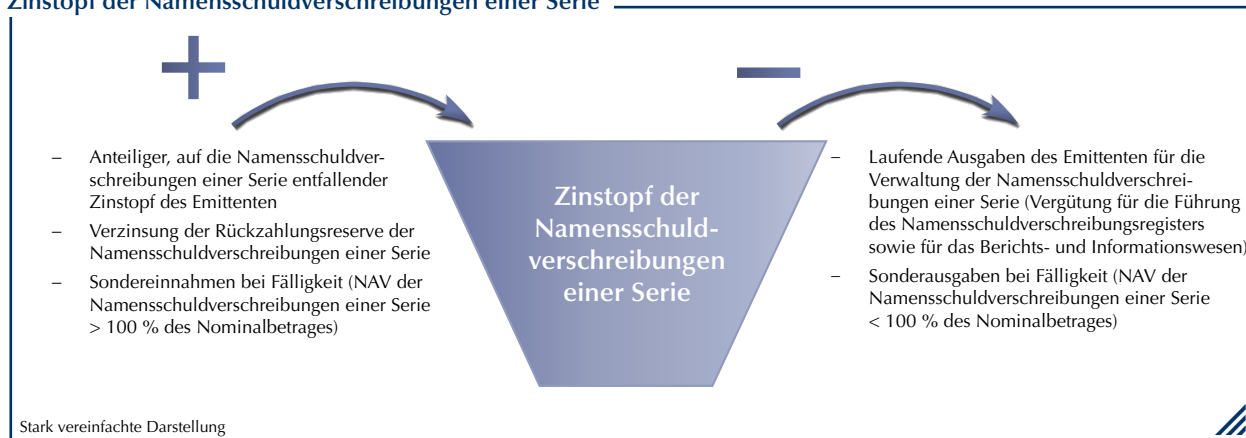 Zinstopf der Namensschuldverschreibungen einer Serie
+
–
– Anteiliger, auf die Namensschuldver-
schreibungen einer Serie entfallender
Zinstopf des Emittenten
– Verzinsung der Rückzahlungsreserve der
Namensschuldverschreibungen einer Serie
– Sondereinnahmen bei Fälligkeit (NAV der
Namensschuldverschreibungen einer Serie
> 100 % des Nominalbetrages)
Zinstopf der
Namensschuld-
verschreibungen
einer Serie
– Laufende Ausgaben des Emittenten für die
Verwaltung der Namensschuldverschrei-
bungen einer Serie (Vergütung für die Führung
des Namensschuldverschreibungsregisters
sowie für das Berichts- und Informationswesen)
– Sonderausgaben bei Fälligkeit (NAV der
Namensschuldverschreibungen einer Serie
< 100 % des Nominalbetrages)
Stark vereinfachte Darstellung